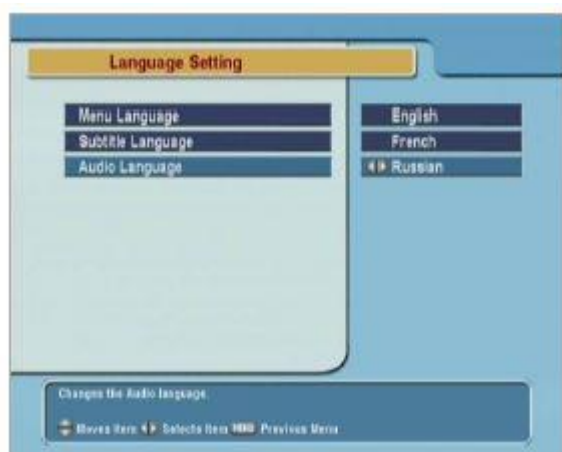 Language Setting
Menu Language English
Subtitle Language French
Audio Language Russian
Changes the Audio language.
Moves Item Selects Item MENU Previous Menu